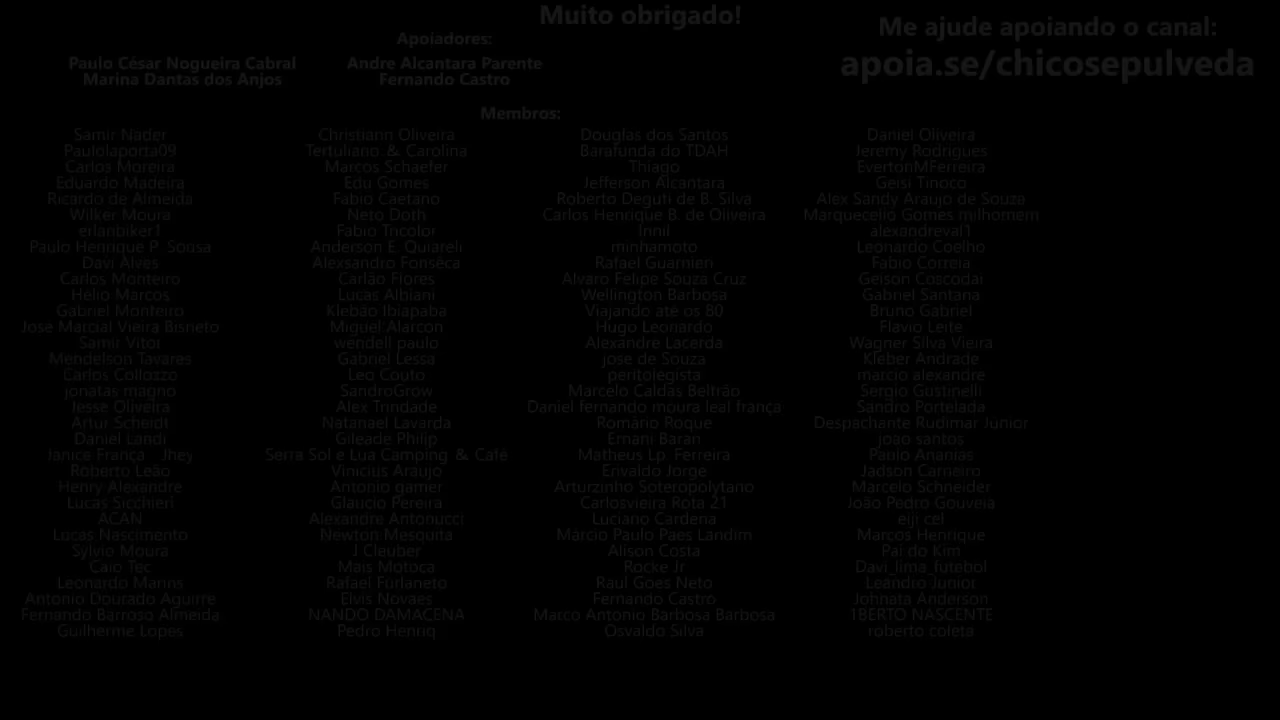 Muito obrigado!
Me ajude apoiando o canal:
apoia.se/chicosepulveda
Apoiadores:
Paulo César Nogueira Cabral
Marina Dantas dos Anjos
Andre Alcantara Parente
Fernando Castro
Membros:
Samir Nader
Paulolaporta09
Carlos Moreira
Eduardo Madeira
Ricardo de Almeida
Wilker Moura
erlanbiker1
Paulo Henrique P. Sousa
Davi Alves
Carlos Monteiro
Helio Marcos
Gabriel Monteiro
Jose Marcial Vieira Bisneto
Samir Vitor
Mendelson Tavares
Carlos Collazzo
jonatas magno
Jesse Oliveira
Artur Scheidt
Daniel Landi
Janice França _ Jhey
Roberto Leão
Henry Alexandre
Lucas Sicchieri
ACAN
Lucas Nascimento
Sylvio Moura
Caio Tec
Leonardo Marins
Antonio Dourado Aguirre
Fernando Barroso Almeida
Guilherme Lopes
Christiann Oliveira
Tertuliano & Carolina
Marcos Schaefer
Edu Gomes
Fabio Caetano
Neto Doth
Fabio Tricolor
Anderson E. Quiareli
Alexsandro Fonsêca
Carlão Flores
Lucas Albiani
Klebão Ibiapaba
Miguel Alarcon
wendell paulo
Gabriel Lessa
Leo Couto
SandroGrow
Alex Trindade
Natanael Lavarda
Gileade Philip
Serra Sol e Lua Camping & Café
Vinicius Araujo
Antonio gamer
Glaucio Pereira
Alexandre Antonucci
Newton Mesquita
J Cleuber
Mais Motoca
Rafael Furlaneto
Elvis Novaes
NANDO DAMACENA
Pedro Henriq
Douglas dos Santos
Barafunda do TDAH
Thiago
Jefferson Alcantara
Roberto Deguti de B. Silva
Carlos Henrique B. de Oliveira
Innil
minhamoto
Rafael Guarnieri
Alvaro Felipe Souza Cruz
Wellington Barbosa
Viajando até os 80
Hugo Leonardo
Alexandre Lacerda
jose de Souza
peritolegista
Marcelo Caldas Beltrão
Daniel fernando moura leal frança
Romário Roque
Ernani Baran
Matheus Lp. Ferreira
Erivaldo Jorge
Arturzinho Soteropolytano
Carlosvieira Rota 21
Luciano Cardena
Márcio Paulo Paes Landim
Alison Costa
Rocke Jr
Raul Goes Neto
Fernando Castro
Marco Antonio Barbosa Barbosa
Osvaldo Silva
Daniel Oliveira
Jeremy Rodrigues
EvertonMFerreira
Geisi Tinoco
Alex Sandy Araujo de Souza
Marquecelio Gomes milhomem
alexandreval1
Leonardo Coelho
Fabio Correia
Geison Coscodai
Gabriel Santana
Bruno Gabriel
Flavio Leite
Wagner Silva Vieira
Kleber Andrade
marcio alexandre
Sergio Gustinelli
Sandro Portelada
Despachante Rudimar Junior
joao santos
Paulo Ananias
Jadson Carneiro
Marcelo Schneider
João Pedro Gouveia
eiji cel
Marcos Henrique
Pai do Kim
Davi_lima_futebol
Leandro Junior
Johnata Anderson
1BERTO NASCENTE
roberto coleta